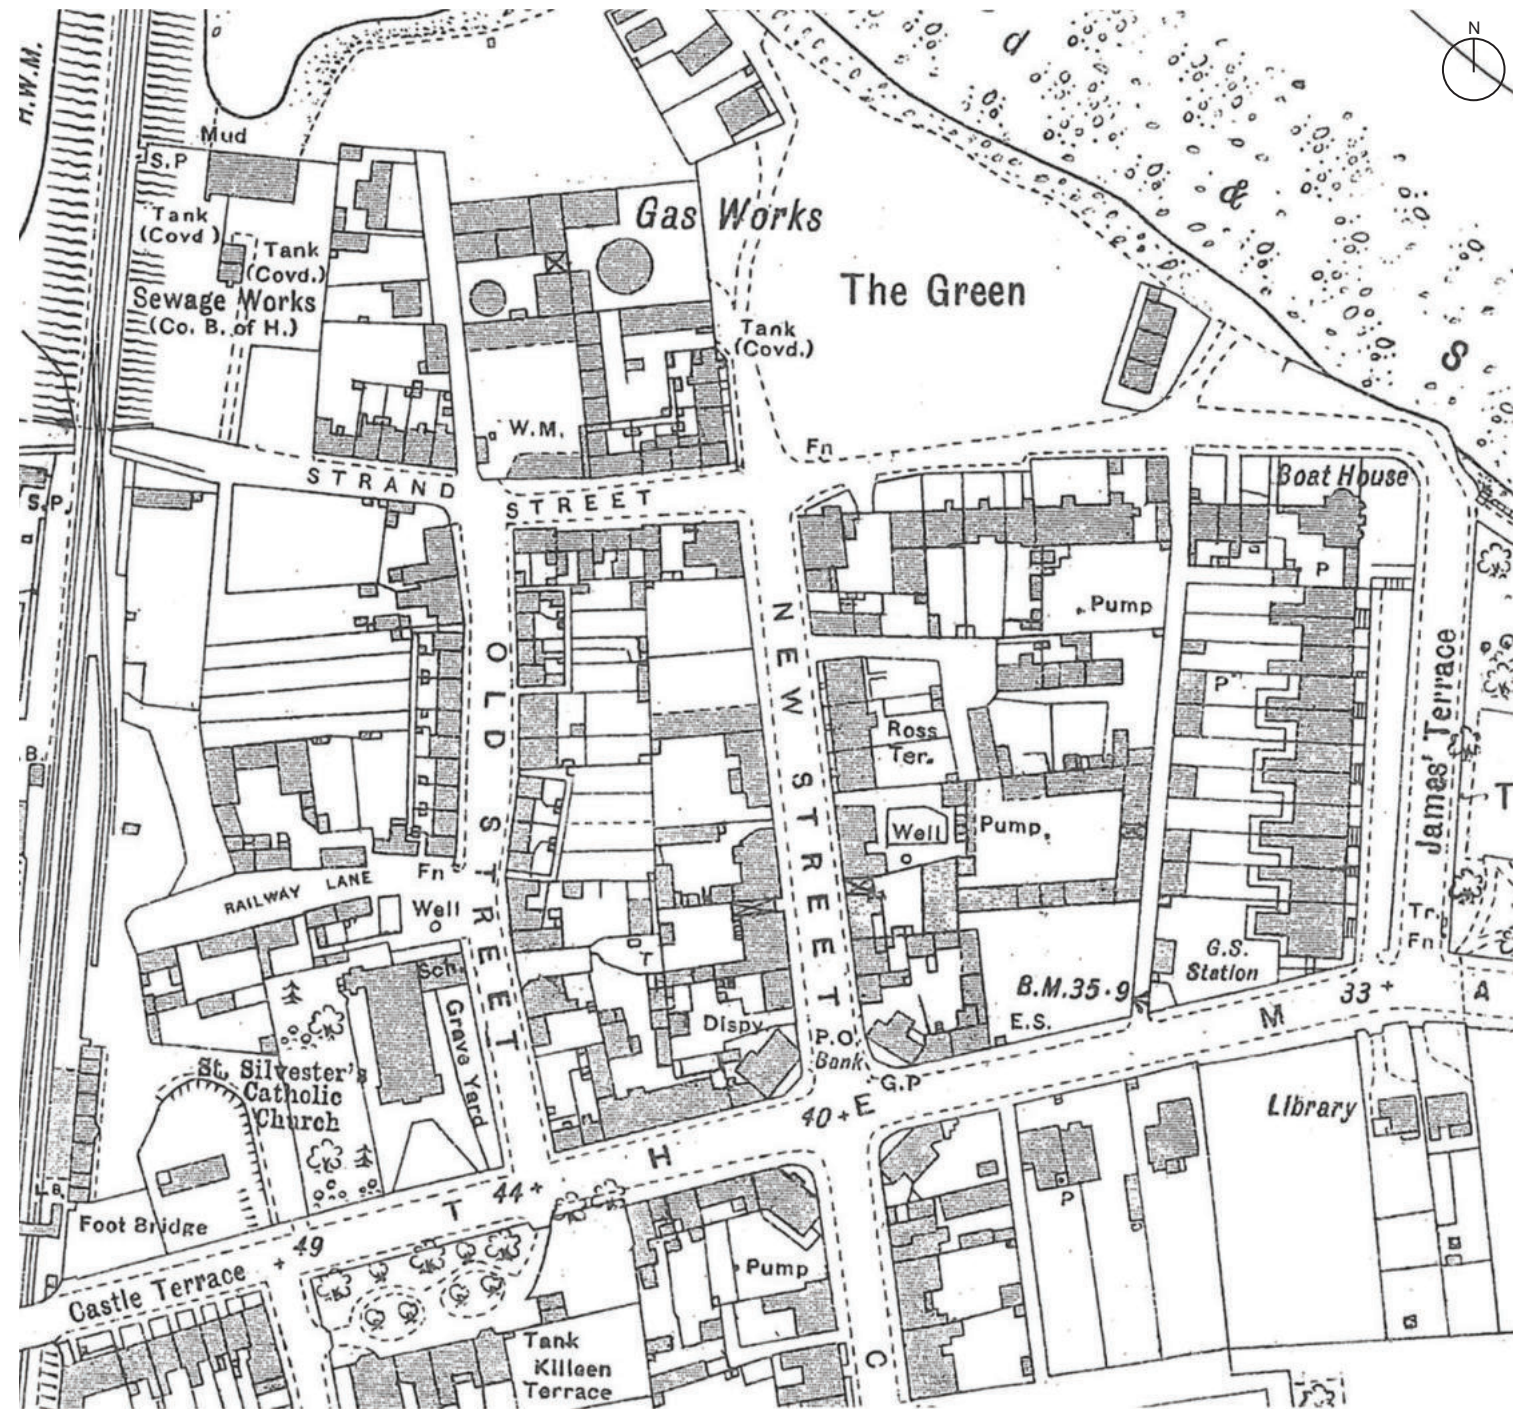 N
H.W.M.
d
Mud
S.P
Tank
(Covd)
Tank
(Covd.)
Sewage Works
(Co. B. of H.)
Gas Works
&
The Green
Tank
(Covd.)
S
W.M.
Fn
STRAND
STREET
Boat House
S.P.
P
Pump
OLD STREET
NEW STREET
James' Terrace
P
Ross
Ter.
B.
T
Well
Pump.
Fn
RAILWAY LANE
Well
Tr.
Fn
Sch.
T
G.S.
Station
B.M.35·9
33
A
Grave Yard
Dispy.
P.O.
Bank
E.S.
M
St. Silvester's
Catholic
Church
G.P
40
E
Library
H
L.B.
44
P
Foot Bridge
T
49
Castle Terrace
Pump
Tank
Killeen
Terrace
C